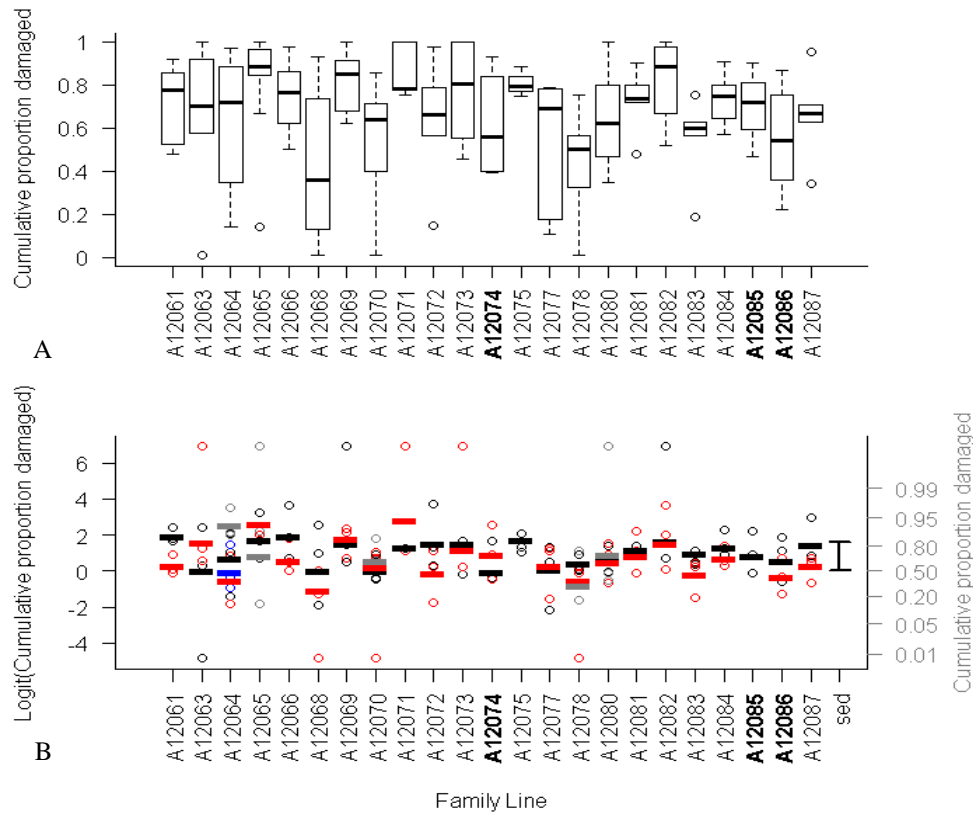 Cumulative proportion damaged
1
0.8
0.6
0.4
0.2
0
A12061
A12063
A12064
A12065
A12066
A12068
A12069
A12070
A12071
A12072
A12073
A12074
A12075
A12077
A12078
A12080
A12081
A12082
A12083
A12084
A12085
A12086
A12087
A
Logit(Cumulative proportion damaged)
6
4
2
0
-2
-4
0.99
0.95
0.80
0.50
0.20
0.05
0.01
Cumulative proportion damaged
A12061
A12063
A12064
A12065
A12066
A12068
A12069
A12070
A12071
A12072
A12073
A12074
A12075
A12077
A12078
A12080
A12081
A12082
A12083
A12084
A12085
A12086
A12087
sed
B
Family Line